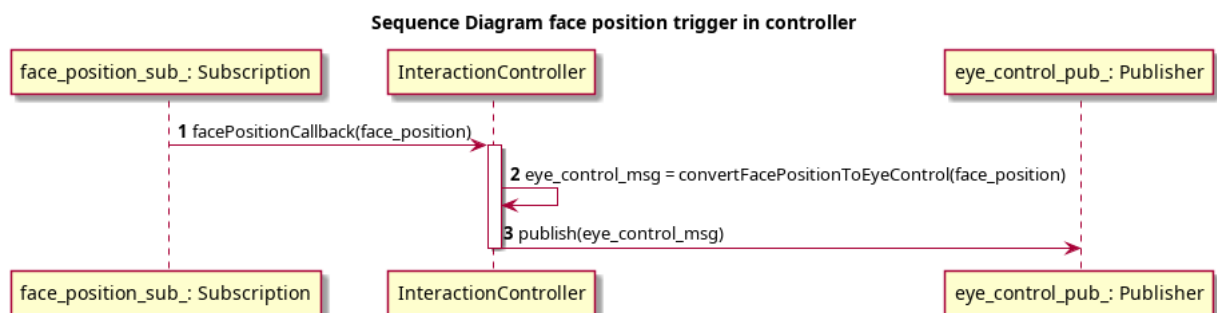 Sequence Diagram face position trigger in controller
face_position_sub_: Subscription
InteractionController
eye_control_pub_: Publisher
1 facePositionCallback(face_position)
2 eye_control_msg = convertFacePositionToEyeControl(face_position)
3 publish(eye_control_msg)
face_position_sub_: Subscription
InteractionController
eye_control_pub_: Publisher